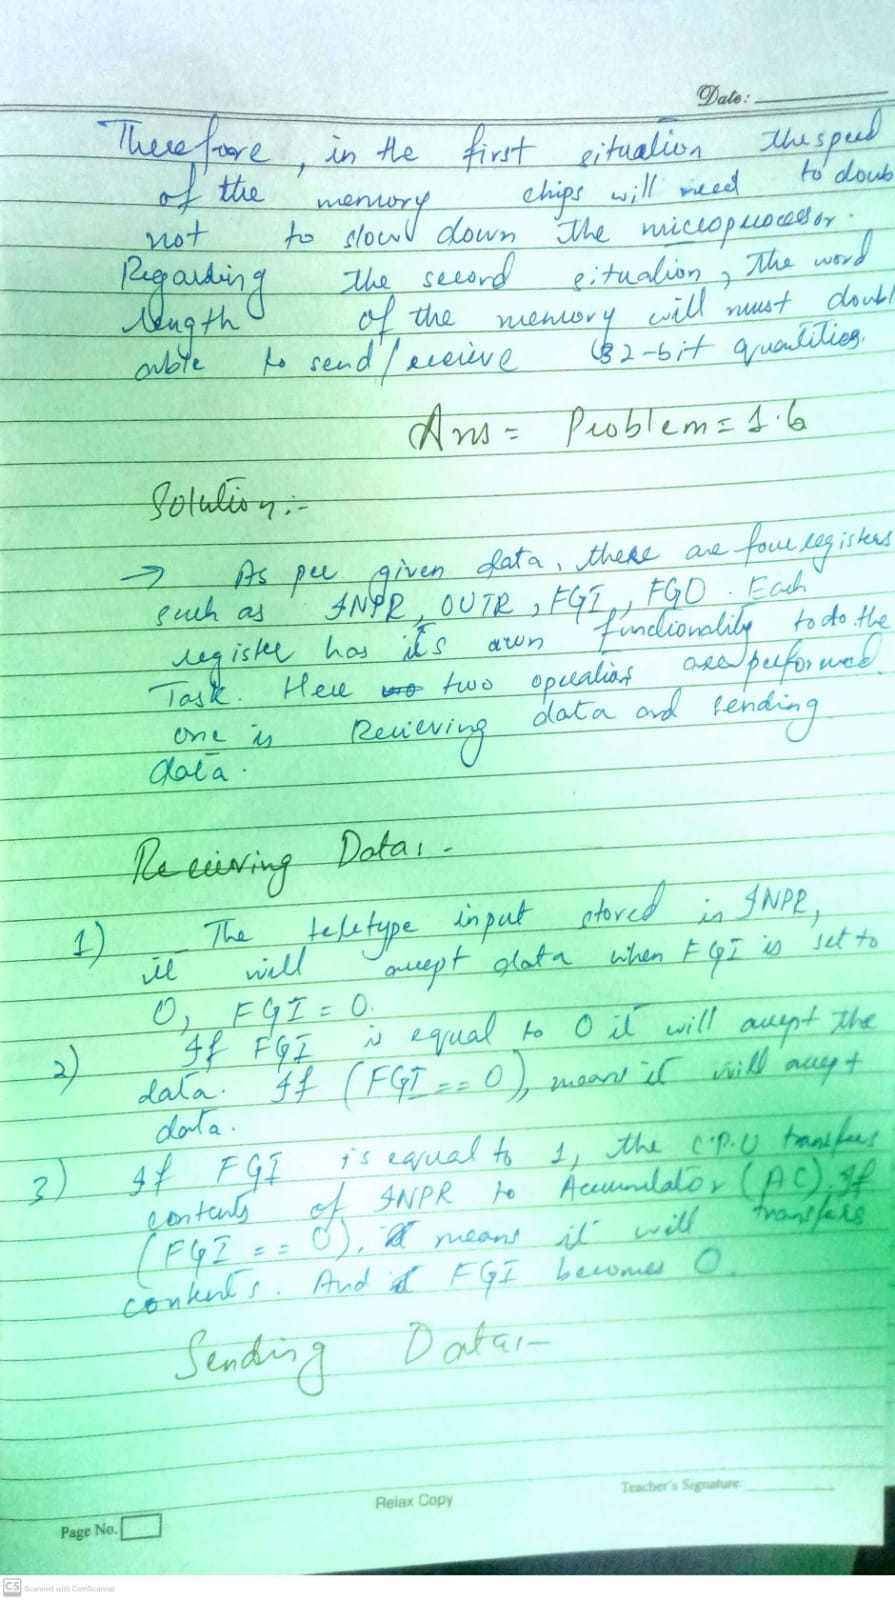 Date:
Therefore, in the first situation the speed
of the memory chips will need to doub
not to slow down the microprocessor.
Regarding the second situation, The word
length of the memory will must doubl
able to send/recieve 32-bit quantities.
Ans = Problem = 1.6
Solution:-
→ As per given data, there are four registers
such as INPR, OUTR, FGI, FGO. Each
register has it's own functionality to do the
Task. Here two operations are performed
one is Recieving data and sending
data.
Receiving Data:-
1) The teletype input stored in INPR,
it will accept data when FGI is set to
0, FGI = 0.
2) If FGI is equal to 0 it will accept the
data. If (FGI == 0), means it will accept
data.
3) If FGI is equal to 1, the C.P.U transfers
contents of INPR to Accumulator (AC). If
(FGI == 0), means it will transfers
contents. And FGI becomes 0.
Sending Data:-
Teacher's Signature:
Relax Copy
Page No.
CS Scanned with CamScanner